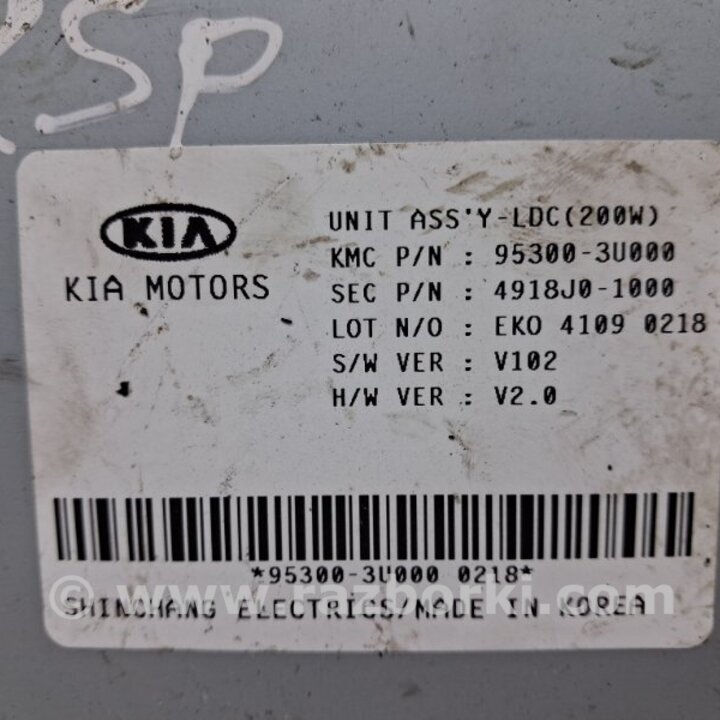 RSP
KIA
KIA MOTORS
UNIT ASS'Y-LDC(200W)
KMC P/N : 95300-3U000
SEC P/N : 4918J0-1000
LOT N/O : EKO 4109 0218
S/W VER : V102
H/W VER : V2.0
*95300-3U000 0218*
© www.razborki.com
SHINCHANG ELECTRICS/MADE IN KOREA